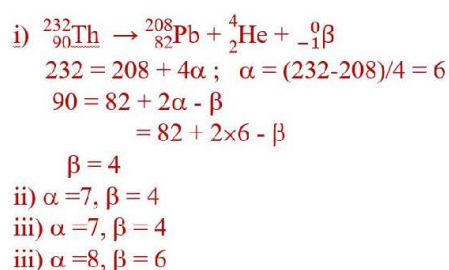 i) ²³²₉₀Th → ²⁰⁸₈₂Pb + ⁴₂He + ⁰₋₁β
232 = 208 + 4α ; α = (232-208)/4 = 6
90 = 82 + 2α - β
= 82 + 2×6 - β
β = 4
ii) α =7, β = 4
iii) α =7, β = 4
iii) α =8, β = 6